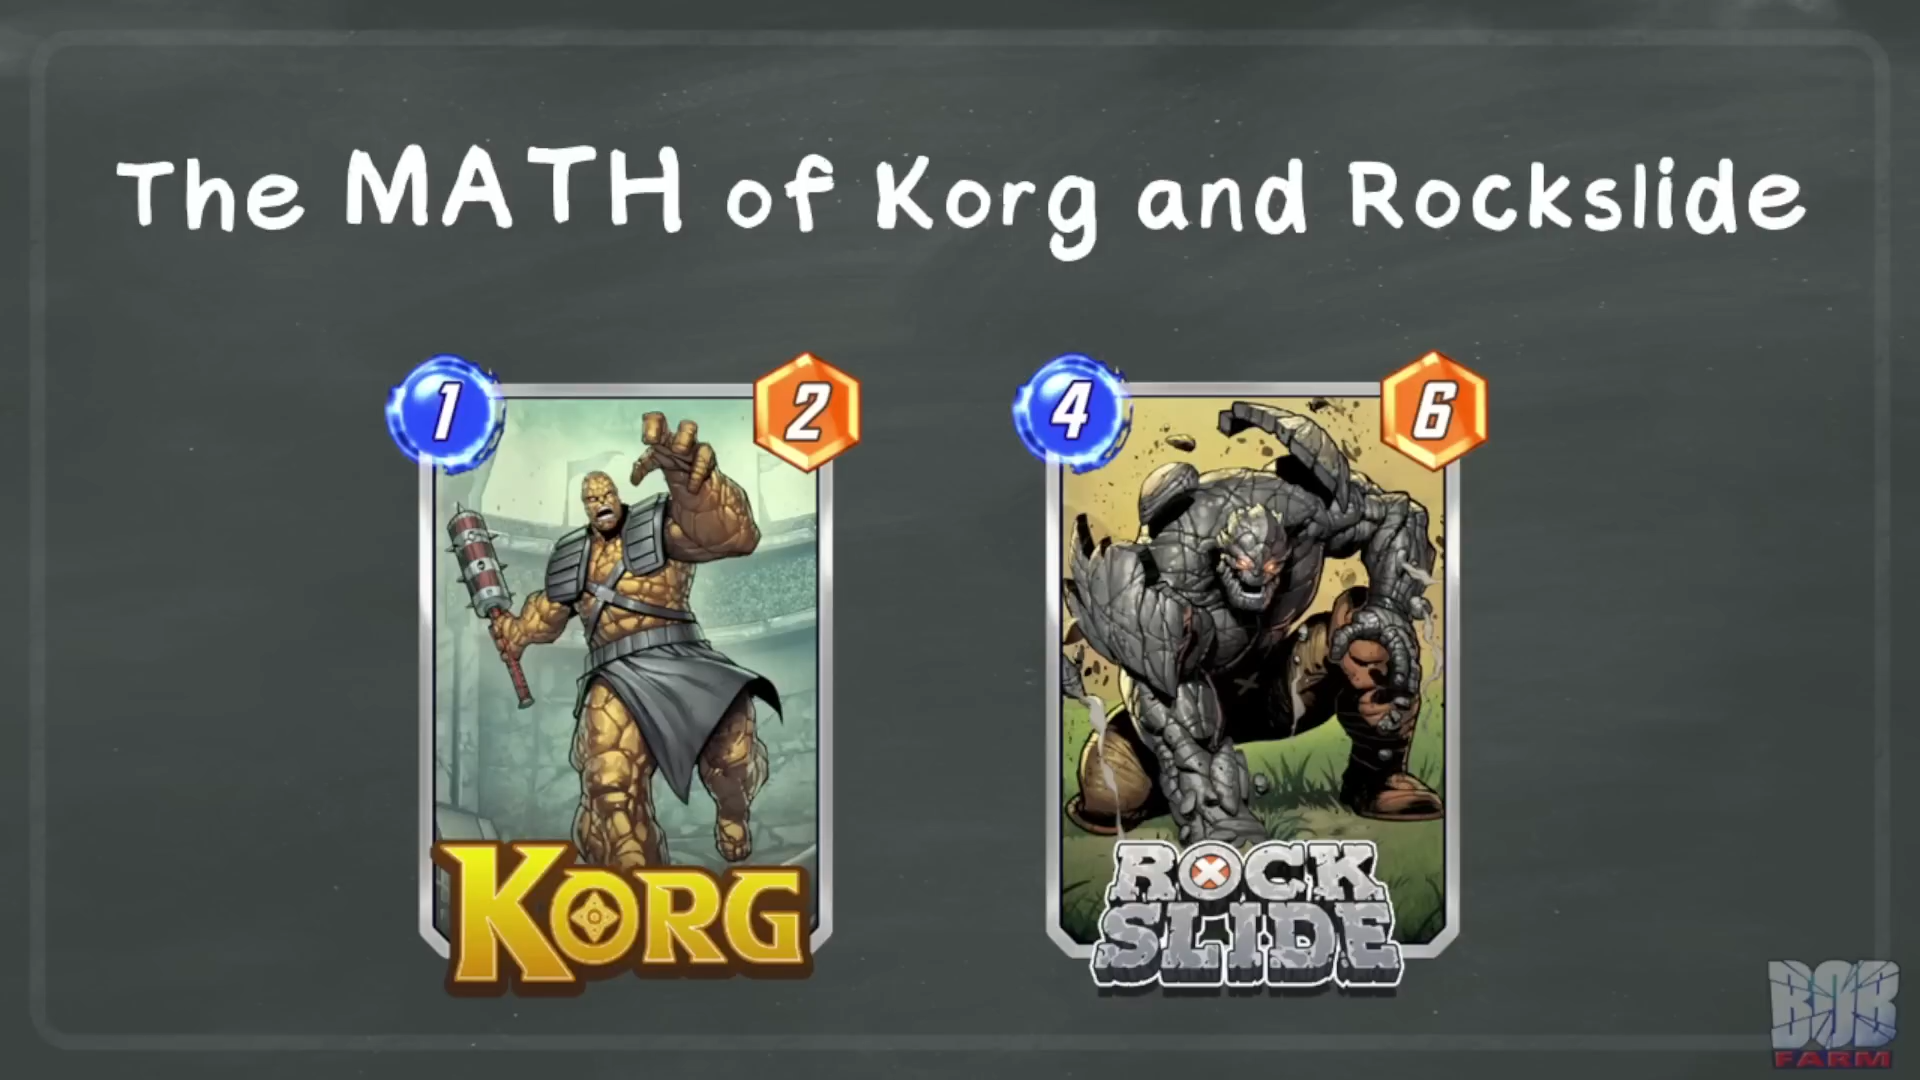 The MATH of Korg and Rockslide
1 2 4 6
KORG
ROCK
SLIDE
BOB
FARM